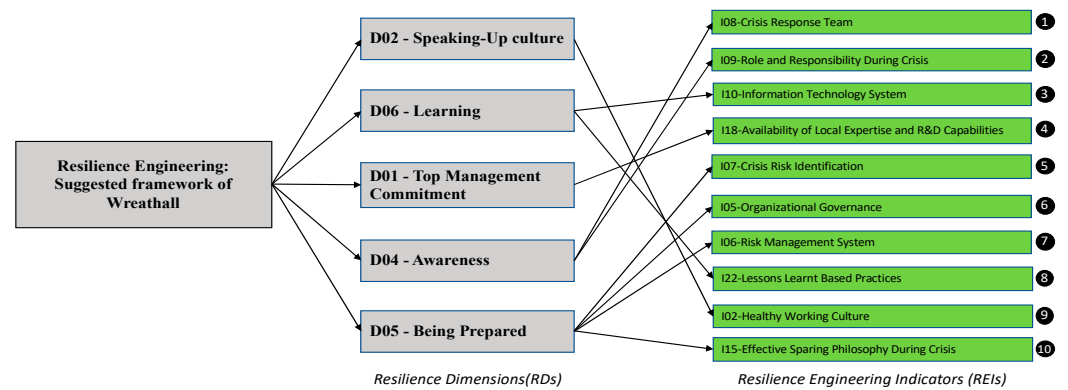 Resilience Engineering:
Suggested framework of
Wreathall
D02 - Speaking-Up culture
D06 - Learning
D01 - Top Management
Commitment
D04 - Awareness
D05 - Being Prepared
Resilience Dimensions(RDs)
I08-Crisis Response Team 1
I09-Role and Responsibility During Crisis 2
I10-Information Technology System 3
I18-Availability of Local Expertise and R&D Capabilities 4
I07-Crisis Risk Identification 5
I05-Organizational Governance 6
I06-Risk Management System 7
I22-Lessons Learnt Based Practices 8
I02-Healthy Working Culture 9
I15-Effective Sparing Philosophy During Crisis 10
Resilience Engineering Indicators (REIs)